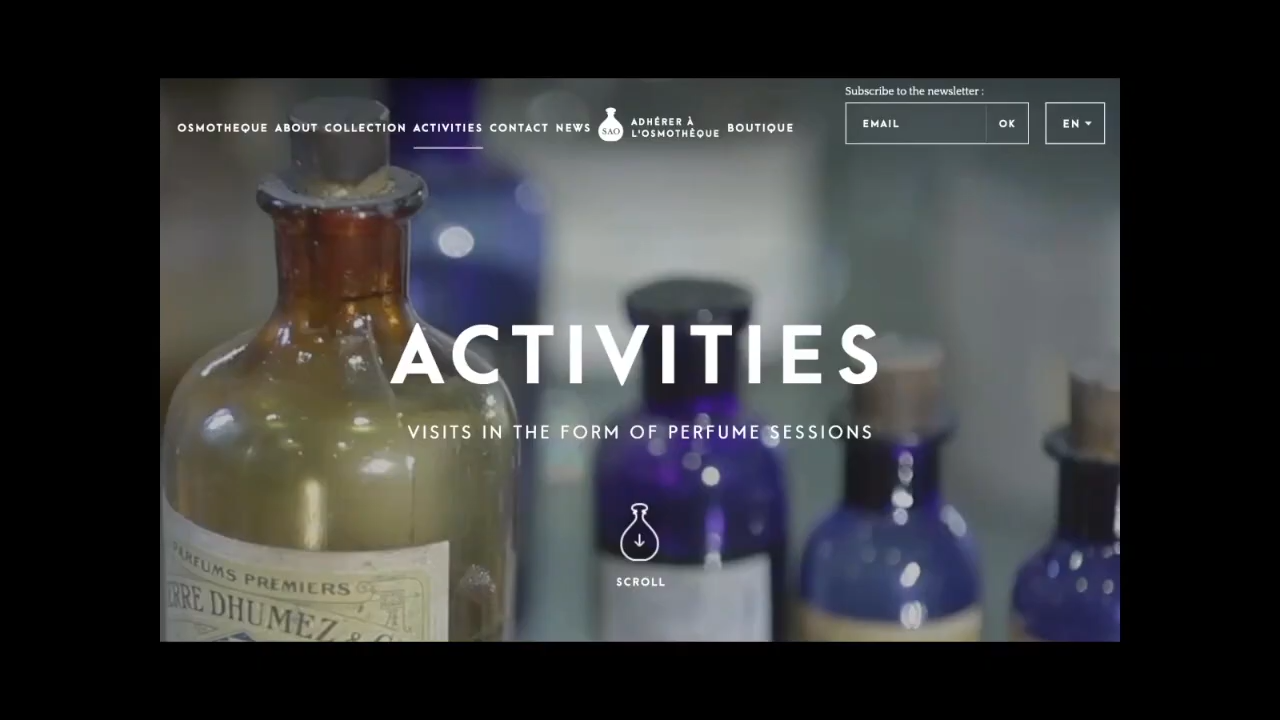 Subscribe to the newsletter :
OSMOTHEQUE ABOUT COLLECTION ACTIVITIES CONTACT NEWS
SAO
ADHÉRER À
L'OSMOTHÈQUE
BOUTIQUE
EMAIL
OK
EN
ACTIVITIES
VISITS IN THE FORM OF PERFUME SESSIONS
SCROLL
PARFUMS PREMIERS
ERRE DHUMEZ & C